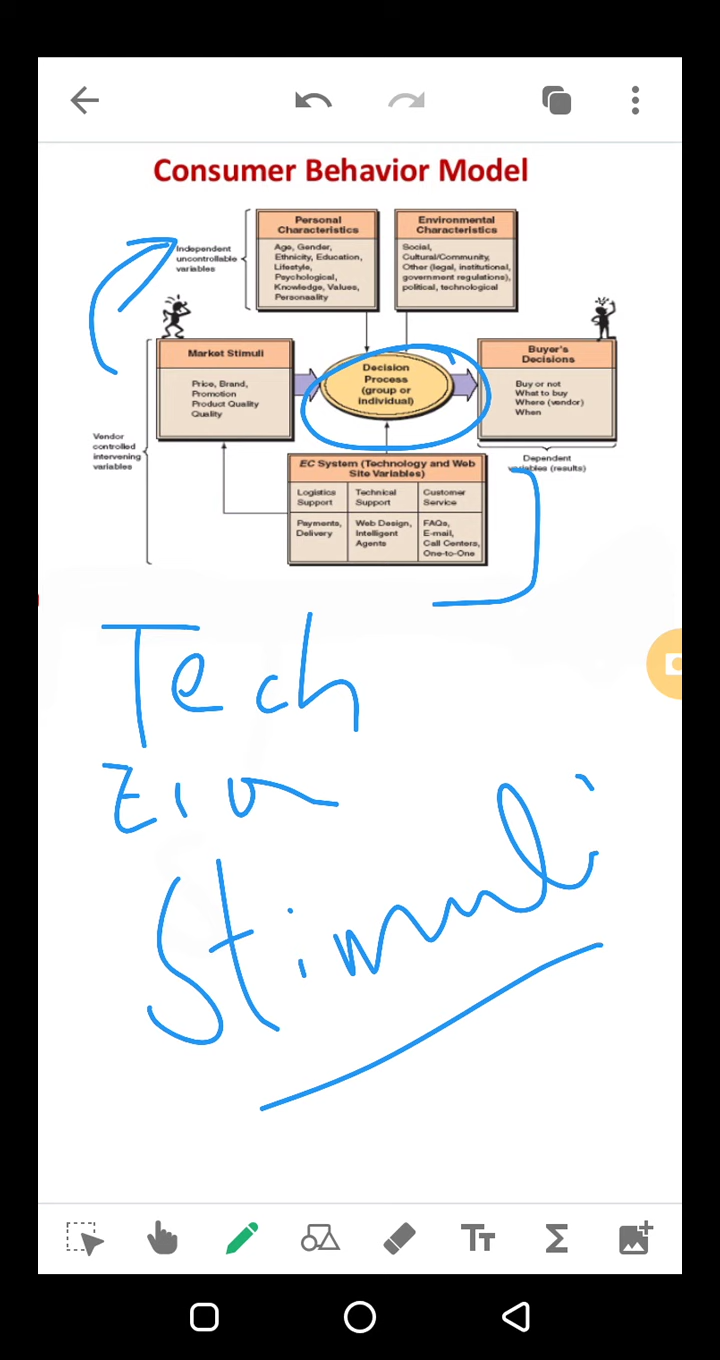 Consumer Behavior Model
Independent
uncontrollable
variables
Personal
Characteristics
Age, Gender,
Ethnicity, Education,
Lifestyle,
Psychological,
Knowledge, Values,
Personaality
Environmental
Characteristics
Social,
Cultural/Community,
Other (legal, institutional,
government regulations),
political, technological
Market Stimuli
Price, Brand,
Promotion
Product Quality
Quality
Decision
Process
(group or
individual)
Buyer's
Decisions
Buy or not
What to buy
Where (vendor)
When
Vendor
controlled
intervening
variables
Dependent
variables (results)
EC System (Technology and Web
Site Variables)
Logistics
Support
Technical
Support
Customer
Service
Payments,
Delivery
Web Design,
Intelligent
Agents
FAQs,
E-mail,
Call Centers,
One-to-One
Tech
Stimuli
TT
Σ